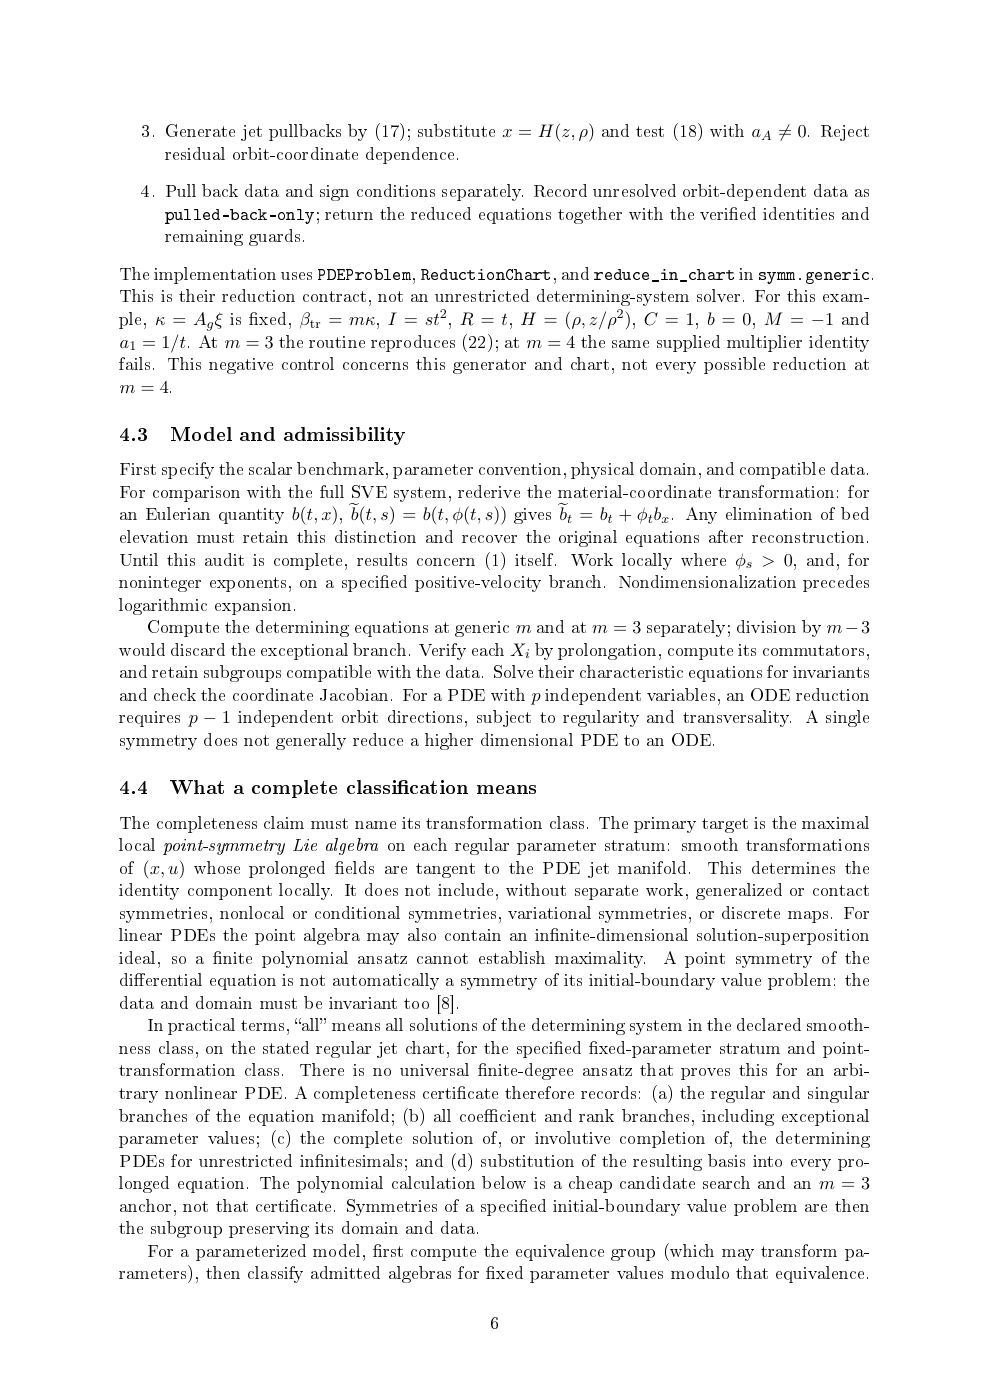 3. Generate jet pullbacks by (17); substitute x = H(z, ρ) and test (18) with a_A ≠ 0. Reject
residual orbit-coordinate dependence.
4. Pull back data and sign conditions separately. Record unresolved orbit-dependent data as
pulled-back-only; return the reduced equations together with the verified identities and
remaining guards.
The implementation uses PDEProblem, ReductionChart, and reduce_in_chart in symm.generic.
This is their reduction contract, not an unrestricted determining-system solver. For this exam-
ple, κ = A_gξ is fixed, β_tr = mκ, I = st², R = t, H = (ρ, z/ρ²), C = 1, b = 0, M = −1 and
a₁ = 1/t. At m = 3 the routine reproduces (22); at m = 4 the same supplied multiplier identity
fails. This negative control concerns this generator and chart, not every possible reduction at
m = 4.
4.3 Model and admissibility
First specify the scalar benchmark, parameter convention, physical domain, and compatible data.
For comparison with the full SVE system, rederive the material-coordinate transformation: for
an Eulerian quantity b(t, x), b̃(t, s) = b(t, ϕ(t, s)) gives b̃_t = b_t + ϕ_t b_x. Any elimination of bed
elevation must retain this distinction and recover the original equations after reconstruction.
Until this audit is complete, results concern (1) itself. Work locally where ϕ_s > 0, and, for
noninteger exponents, on a specified positive-velocity branch. Nondimensionalization precedes
logarithmic expansion.
Compute the determining equations at generic m and at m = 3 separately; division by m − 3
would discard the exceptional branch. Verify each X_i by prolongation, compute its commutators,
and retain subgroups compatible with the data. Solve their characteristic equations for invariants
and check the coordinate Jacobian. For a PDE with p independent variables, an ODE reduction
requires p − 1 independent orbit directions, subject to regularity and transversality. A single
symmetry does not generally reduce a higher dimensional PDE to an ODE.
4.4 What a complete classification means
The completeness claim must name its transformation class. The primary target is the maximal
local point-symmetry Lie algebra on each regular parameter stratum: smooth transformations
of (x, u) whose prolonged fields are tangent to the PDE jet manifold. This determines the
identity component locally. It does not include, without separate work, generalized or contact
symmetries, nonlocal or conditional symmetries, variational symmetries, or discrete maps. For
linear PDEs the point algebra may also contain an infinite-dimensional solution-superposition
ideal, so a finite polynomial ansatz cannot establish maximality. A point symmetry of the
differential equation is not automatically a symmetry of its initial-boundary value problem: the
data and domain must be invariant too [8].
In practical terms, “all” means all solutions of the determining system in the declared smooth-
ness class, on the stated regular jet chart, for the specified fixed-parameter stratum and point-
transformation class. There is no universal finite-degree ansatz that proves this for an arbi-
trary nonlinear PDE. A completeness certificate therefore records: (a) the regular and singular
branches of the equation manifold; (b) all coefficient and rank branches, including exceptional
parameter values; (c) the complete solution of, or involutive completion of, the determining
PDEs for unrestricted infinitesimals; and (d) substitution of the resulting basis into every pro-
longed equation. The polynomial calculation below is a cheap candidate search and an m = 3
anchor, not that certificate. Symmetries of a specified initial-boundary value problem are then
the subgroup preserving its domain and data.
For a parameterized model, first compute the equivalence group (which may transform pa-
rameters), then classify admitted algebras for fixed parameter values modulo that equivalence.
6